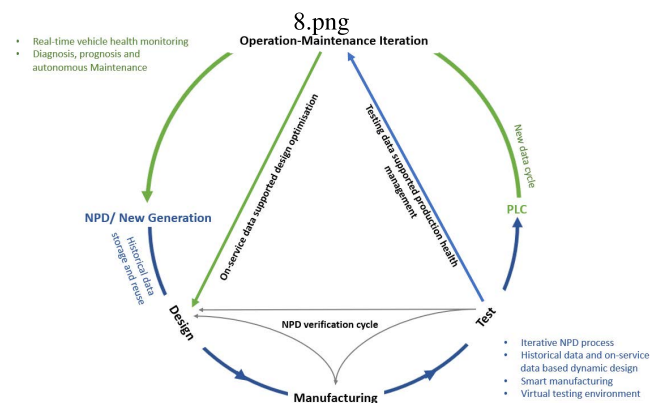 8.png
Operation-Maintenance Iteration
• Real-time vehicle health monitoring
• Diagnosis, prognosis and
autonomous Maintenance
On-service data supported design optimisation
Testing data supported production health
management
New data cycle
NPD/ New Generation
PLC
Historical data
storage and reuse
Design
Test
NPD verification cycle
Manufacturing
• Iterative NPD process
• Historical data and on-service
data based dynamic design
• Smart manufacturing
• Virtual testing environment